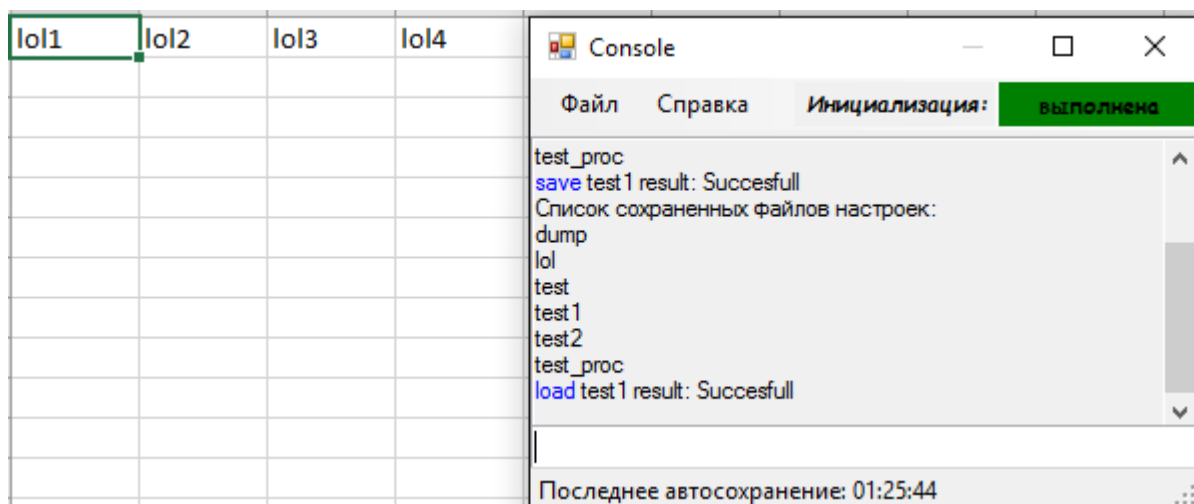 lol1 lol2 lol3 lol4
Console
Файл Справка Инициализация: выполнена
test_proc
save test1 result: Succesfull
Список сохраненных файлов настроек:
dump
lol
test
test1
test2
test_proc
load test1 result: Succesfull
Последнее автосохранение: 01:25:44